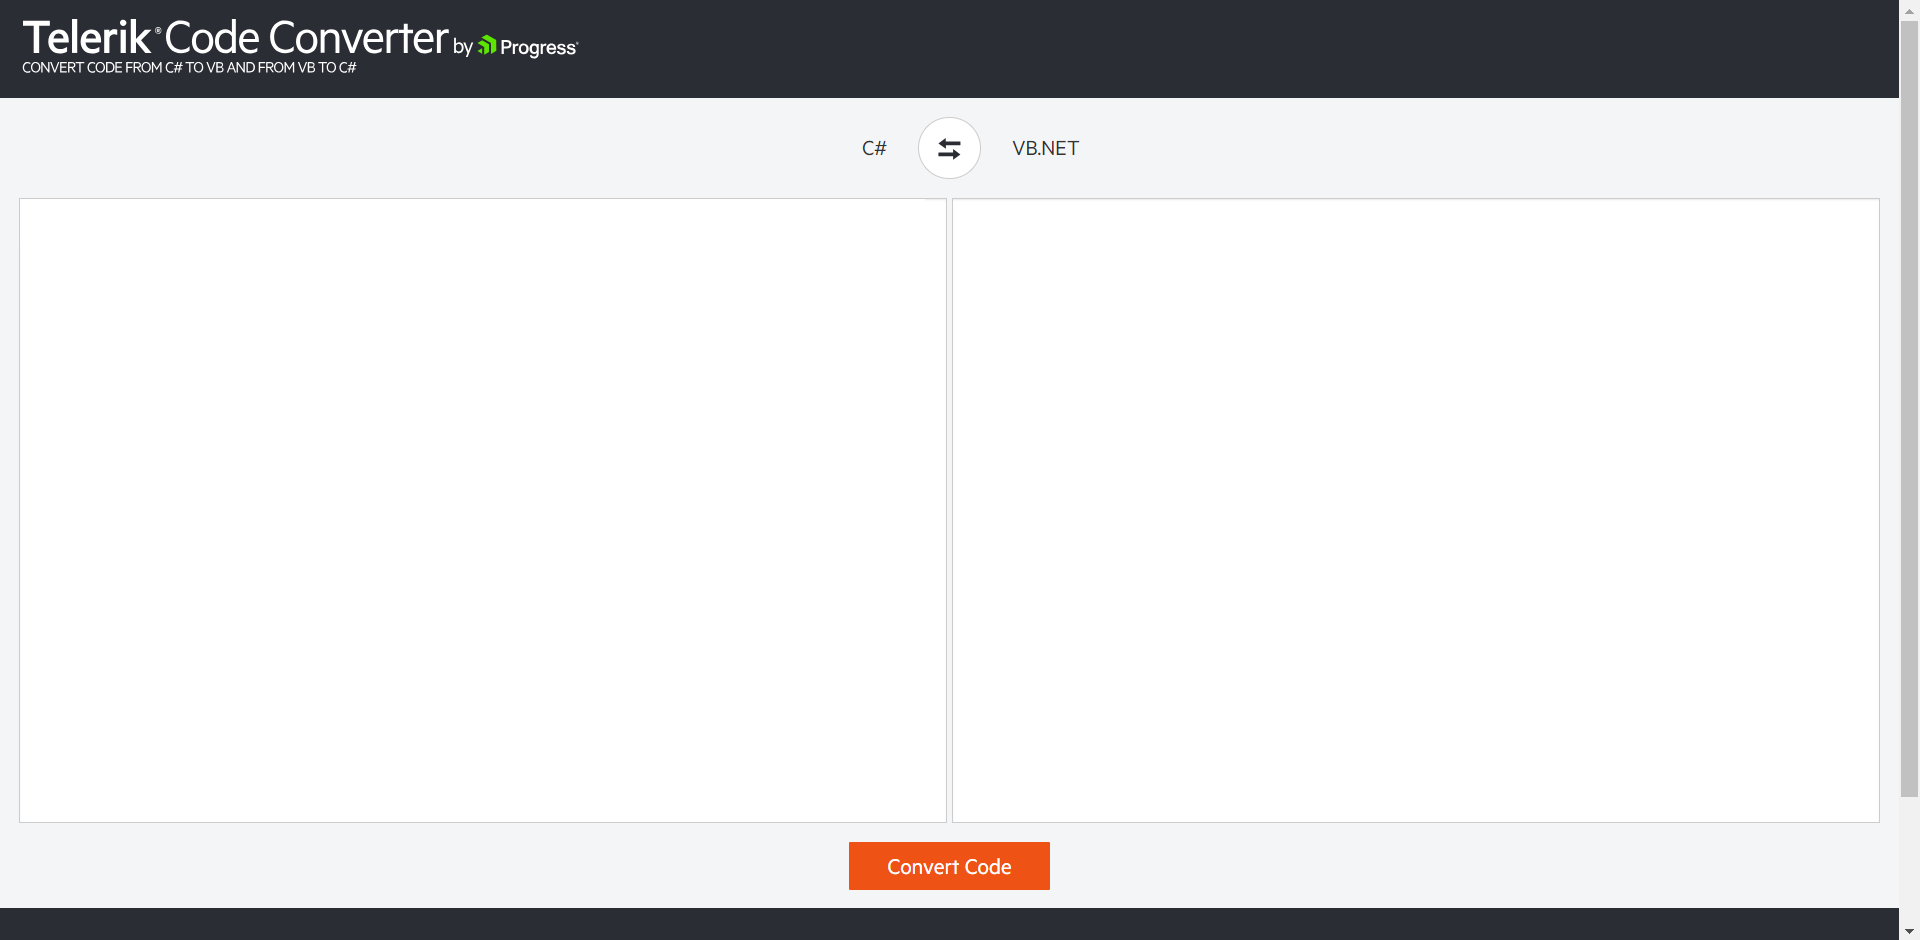 Telerik® Code Converter by Progress®
CONVERT CODE FROM C# TO VB AND FROM VB TO C#
C# VB.NET
Convert Code